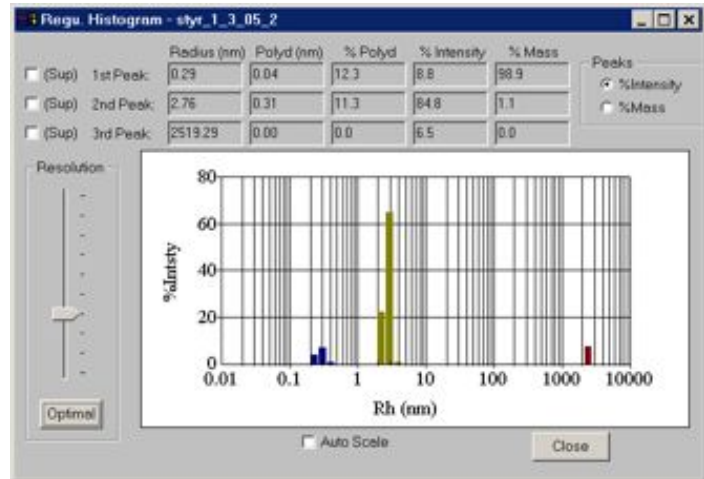 Regu. Histogram - styr_1_3_05_2
Radius (nm) Polyd (nm) % Polyd % Intensity % Mass
(Sup) 1st Peak: 0.29 0.04 12.3 8.8 98.9
(Sup) 2nd Peak: 2.76 0.31 11.3 84.8 1.1
(Sup) 3rd Peak: 2519.29 0.00 0.0 6.5 0.0
Peaks
%Intensity
%Mass
Resolution
Optimal
%Intsty
80
60
40
20
0
0.01 0.1 1 10 100 1000 10000
Rh (nm)
Auto Scale
Close